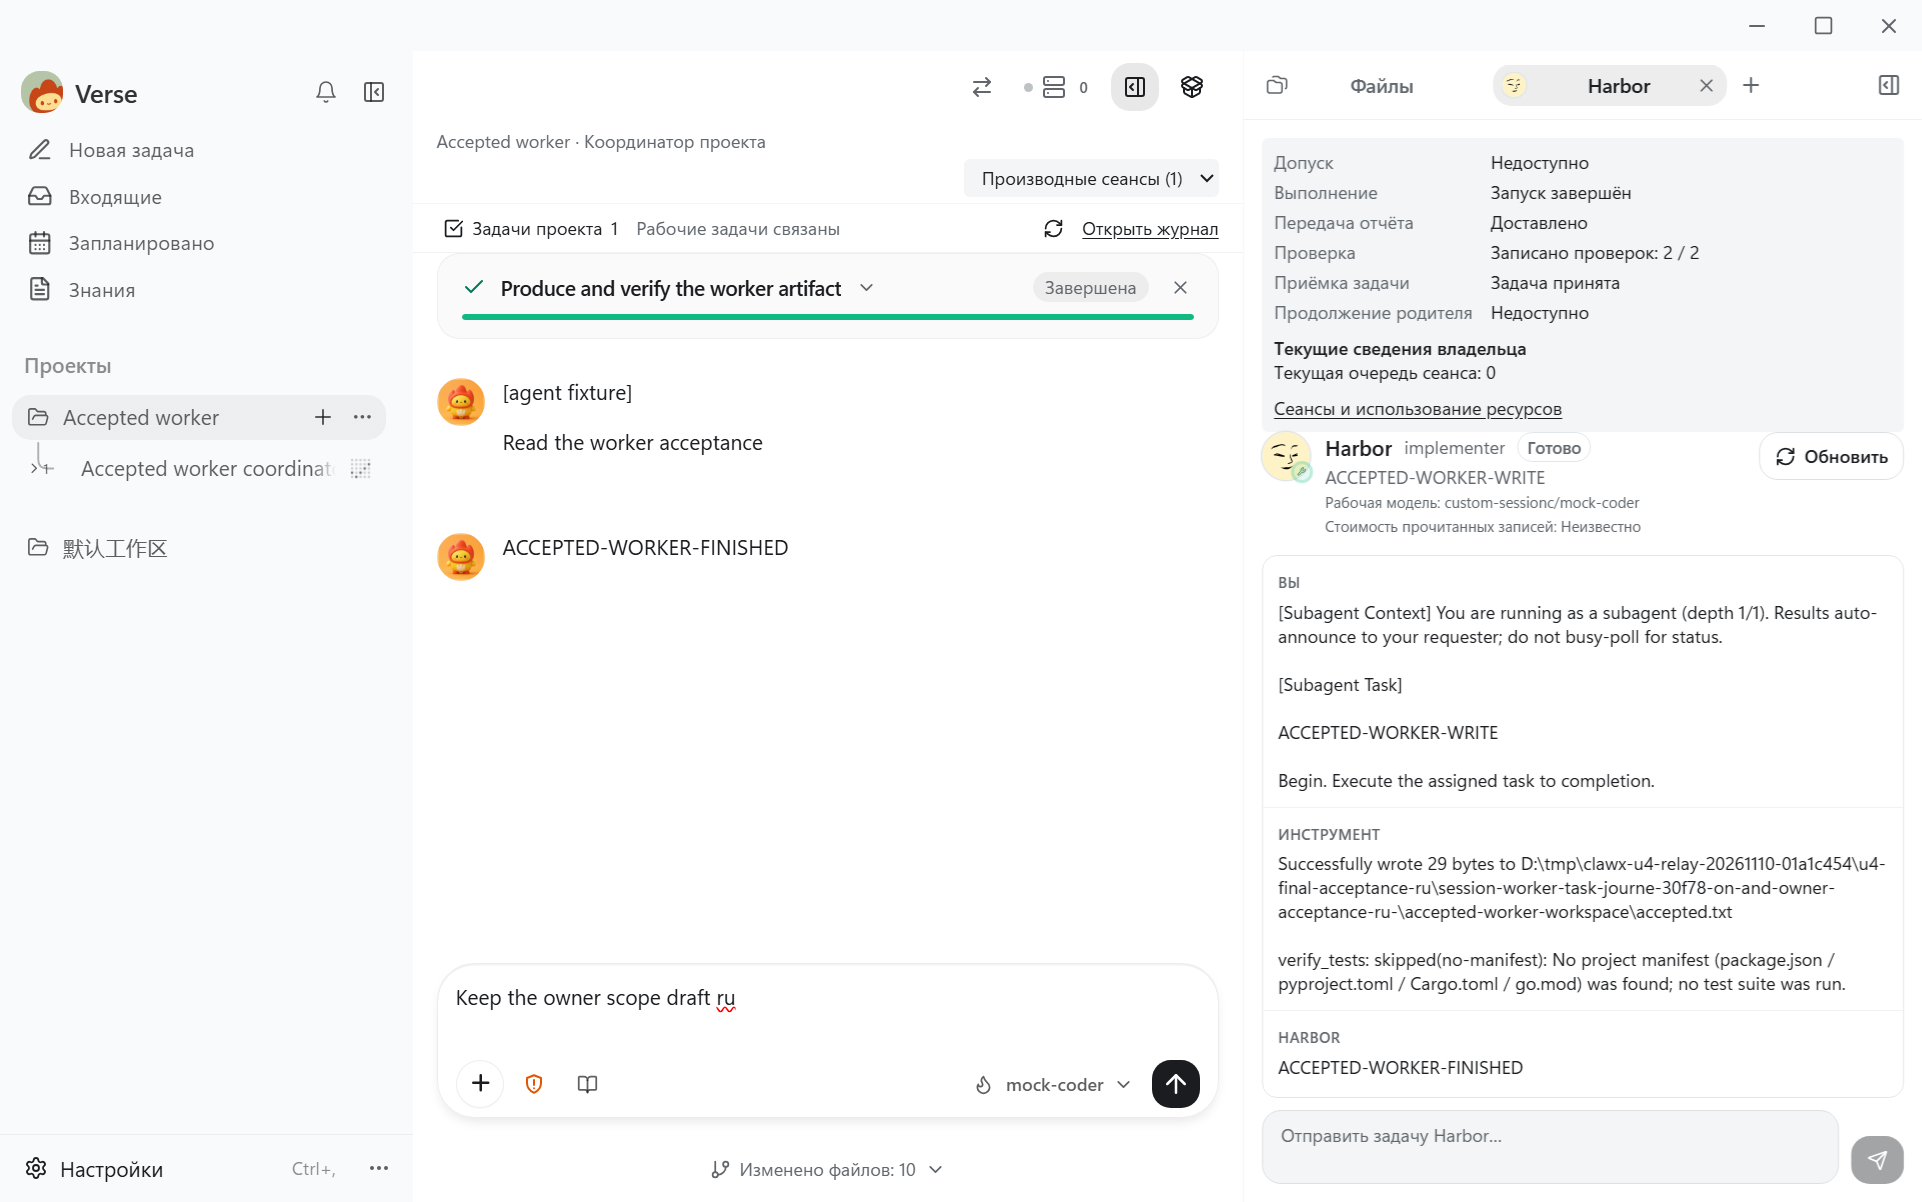 Verse
Новая задача
Входящие
Запланировано
Знания
Проекты
Accepted worker
Accepted worker coordinat
默认工作区
Настройки
Ctrl+,
0
Accepted worker · Координатор проекта
Производные сеансы (1)
Задачи проекта 1
Рабочие задачи связаны
Открыть журнал
Produce and verify the worker artifact
Завершена
[agent fixture]
Read the worker acceptance
ACCEPTED-WORKER-FINISHED
Keep the owner scope draft ru
mock-coder
Изменено файлов: 10
Файлы
Harbor
Допуск Недоступно
Выполнение Запуск завершён
Передача отчёта Доставлено
Проверка Записано проверок: 2 / 2
Приёмка задачи Задача принята
Продолжение родителя Недоступно
Текущие сведения владельца
Текущая очередь сеанса: 0
Сеансы и использование ресурсов
Harbor implementer Готово
Обновить
ACCEPTED-WORKER-WRITE
Рабочая модель: custom-sessionc/mock-coder
Стоимость прочитанных записей: Неизвестно
ВЫ
[Subagent Context] You are running as a subagent (depth 1/1). Results auto-
announce to your requester; do not busy-poll for status.
[Subagent Task]
ACCEPTED-WORKER-WRITE
Begin. Execute the assigned task to completion.
ИНСТРУМЕНТ
Successfully wrote 29 bytes to D:\tmp\clawx-u4-relay-20261110-01a1c454\u4-
final-acceptance-ru\session-worker-task-journe-30f78-on-and-owner-
acceptance-ru-\accepted-worker-workspace\accepted.txt
verify_tests: skipped(no-manifest): No project manifest (package.json /
pyproject.toml / Cargo.toml / go.mod) was found; no test suite was run.
HARBOR
ACCEPTED-WORKER-FINISHED
Отправить задачу Harbor...